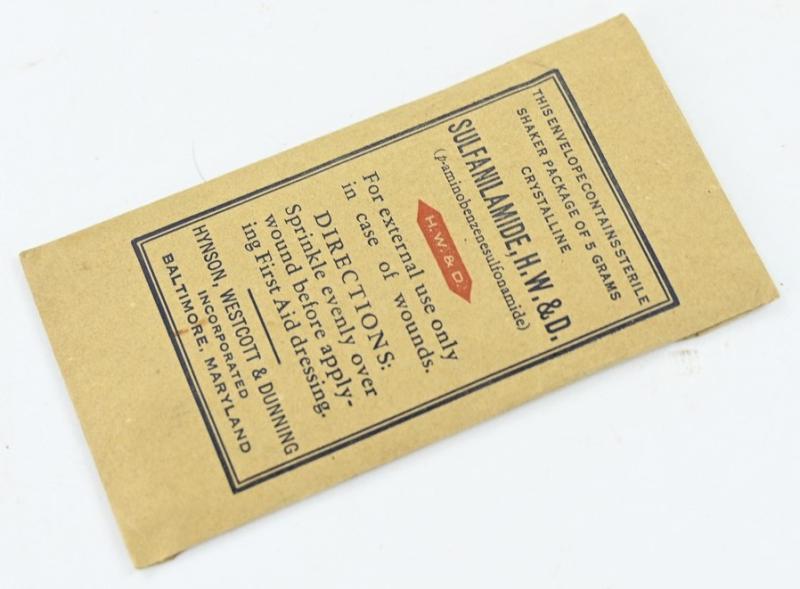 THIS ENVELOPE CONTAINS STERILE
SHAKER PACKAGE OF 5 GRAMS
CRYSTALLINE
SULFANILAMIDE, H.W.&D.
(p-aminobenzenesulfonamide)
H.W.&D.
For external use only
in case of wounds.
DIRECTIONS:
Sprinkle evenly over
wound before apply-
ing First Aid dressing.
HYNSON, WESTCOTT & DUNNING
INCORPORATED
BALTIMORE, MARYLAND